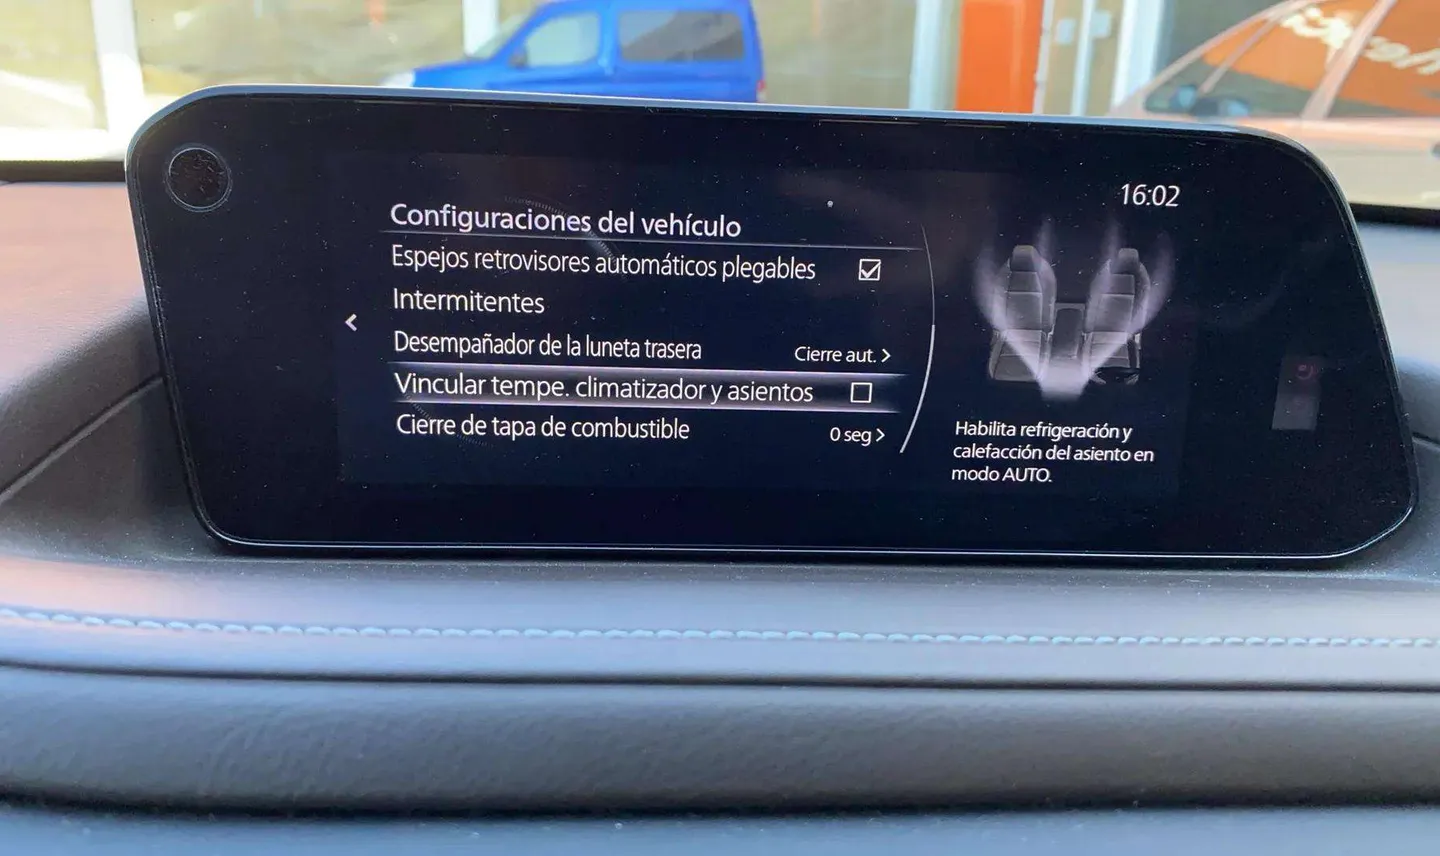 16:02
Configuraciones del vehículo
Espejos retrovisores automáticos plegables
Intermitentes
Desempañador de la luneta trasera Cierre aut. >
Vincular tempe. climatizador y asientos
Cierre de tapa de combustible 0 seg >
Habilita refrigeración y
calefacción del asiento en
modo AUTO.